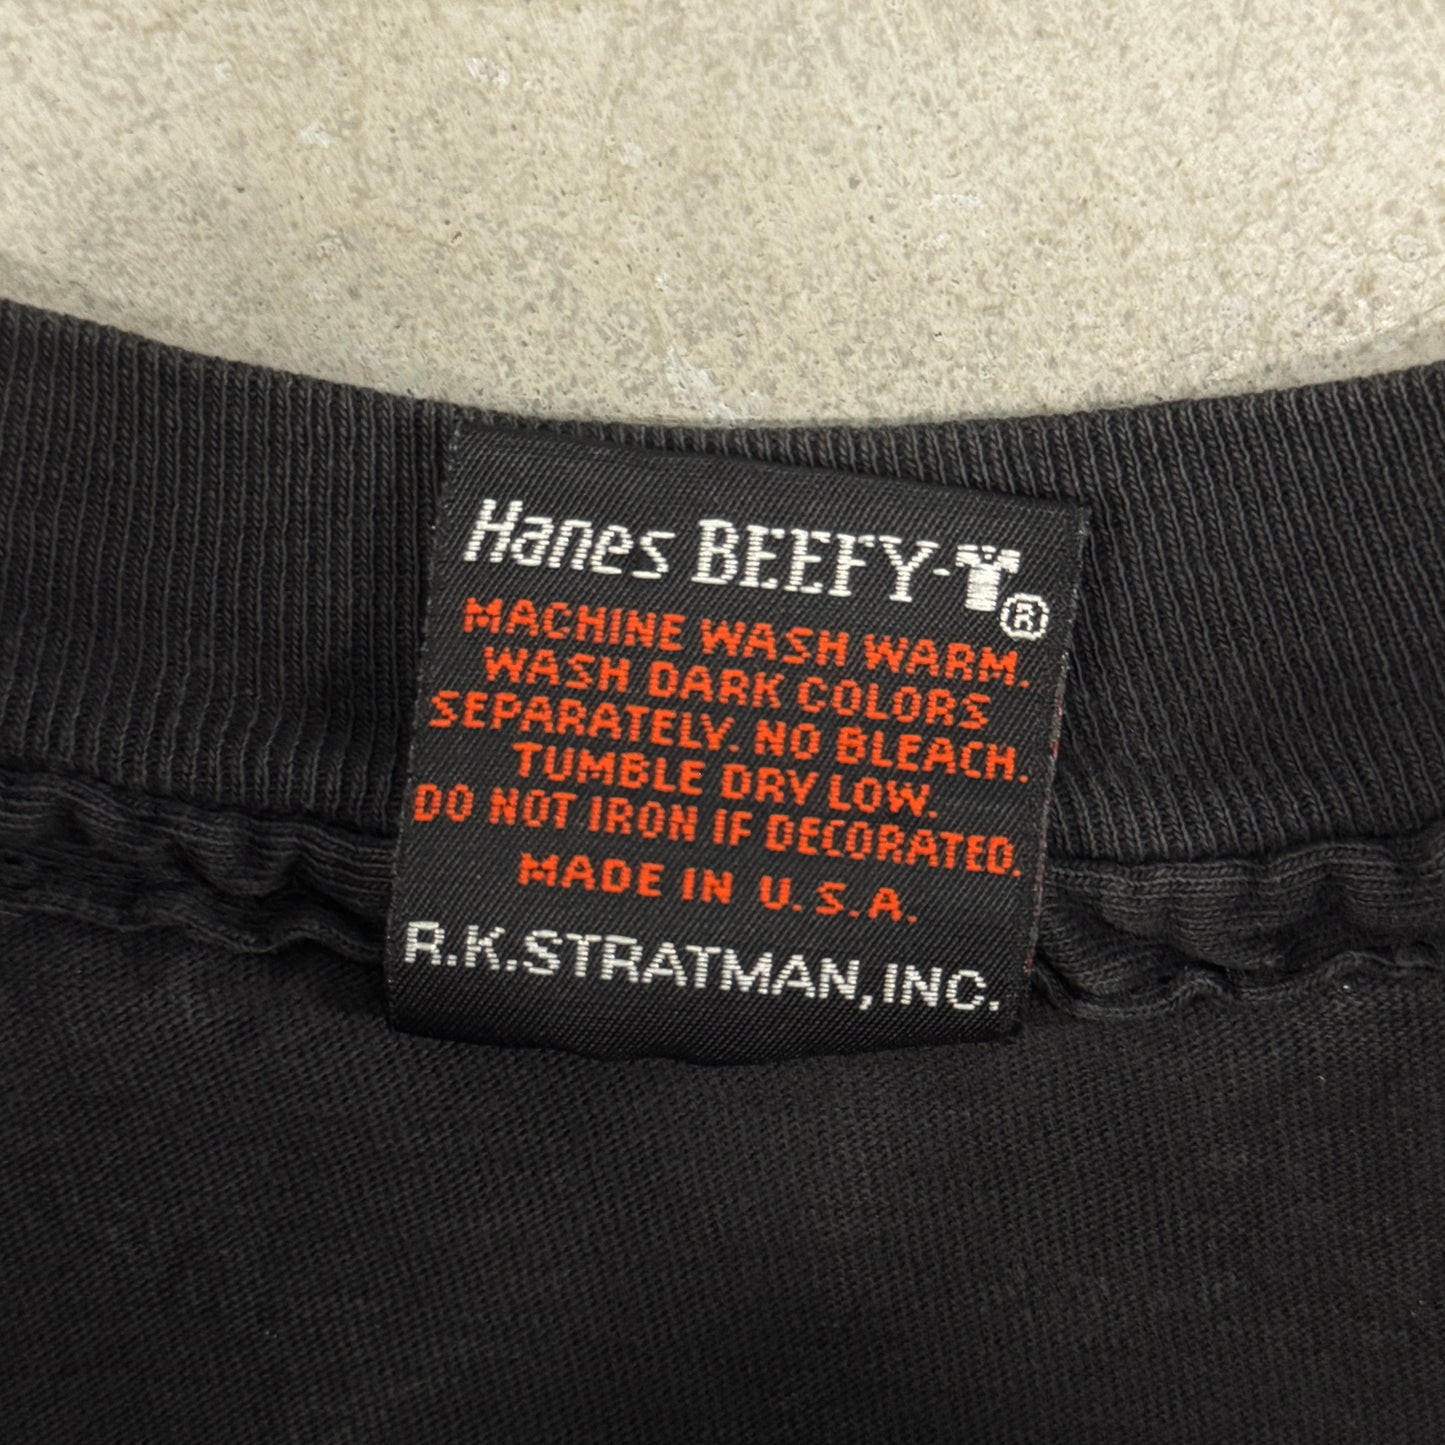 Hanes BEEFY-T®
MACHINE WASH WARM.
WASH DARK COLORS
SEPARATELY. NO BLEACH.
TUMBLE DRY LOW.
DO NOT IRON IF DECORATED.
MADE IN U.S.A.
R.K.STRATMAN,INC.